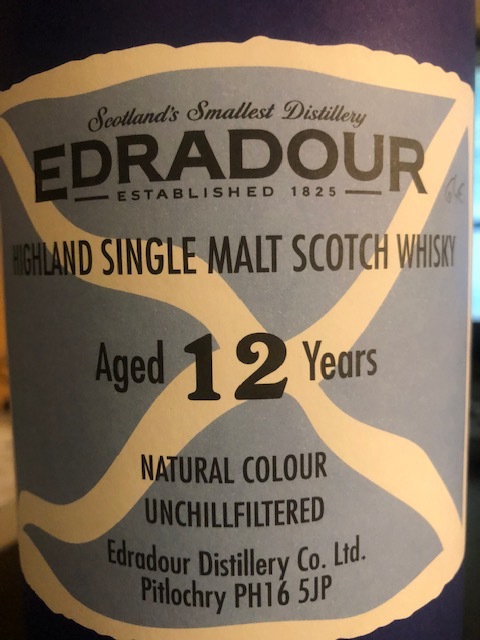 Scotland's Smallest Distillery
EDRADOUR
ESTABLISHED 1825
HIGHLAND SINGLE MALT SCOTCH WHISKY
Aged 12 Years
NATURAL COLOUR
UNCHILLFILTERED
Edradour Distillery Co. Ltd.
Pitlochry PH16 5JP